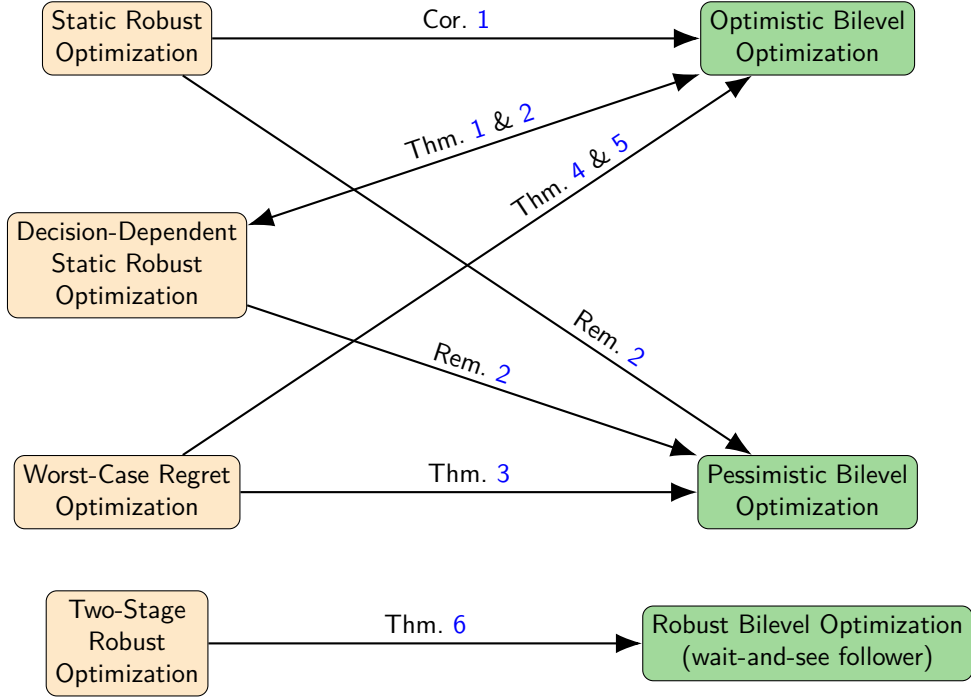 Static Robust
Optimization
Cor. 1
Optimistic Bilevel
Optimization
Thm. 1 & 2
Thm. 4 & 5
Decision-Dependent
Static Robust
Optimization
Rem. 2
Rem. 2
Worst-Case Regret
Optimization
Thm. 3
Pessimistic Bilevel
Optimization
Two-Stage
Robust
Optimization
Thm. 6
Robust Bilevel Optimization
(wait-and-see follower)